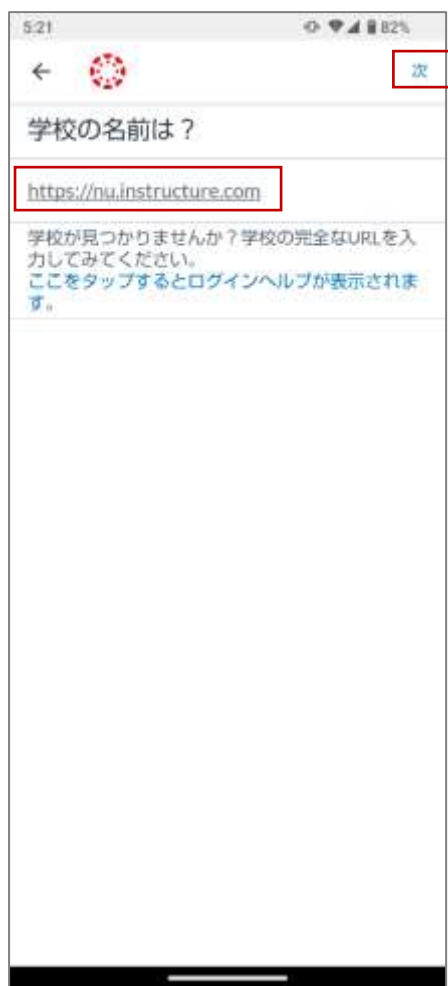 5:21
82%
次
学校の名前は？
https://nu.instructure.com
学校が見つかりませんか？学校の完全なURLを入
力してみてください。
ここをタップするとログインヘルプが表示されま
す。